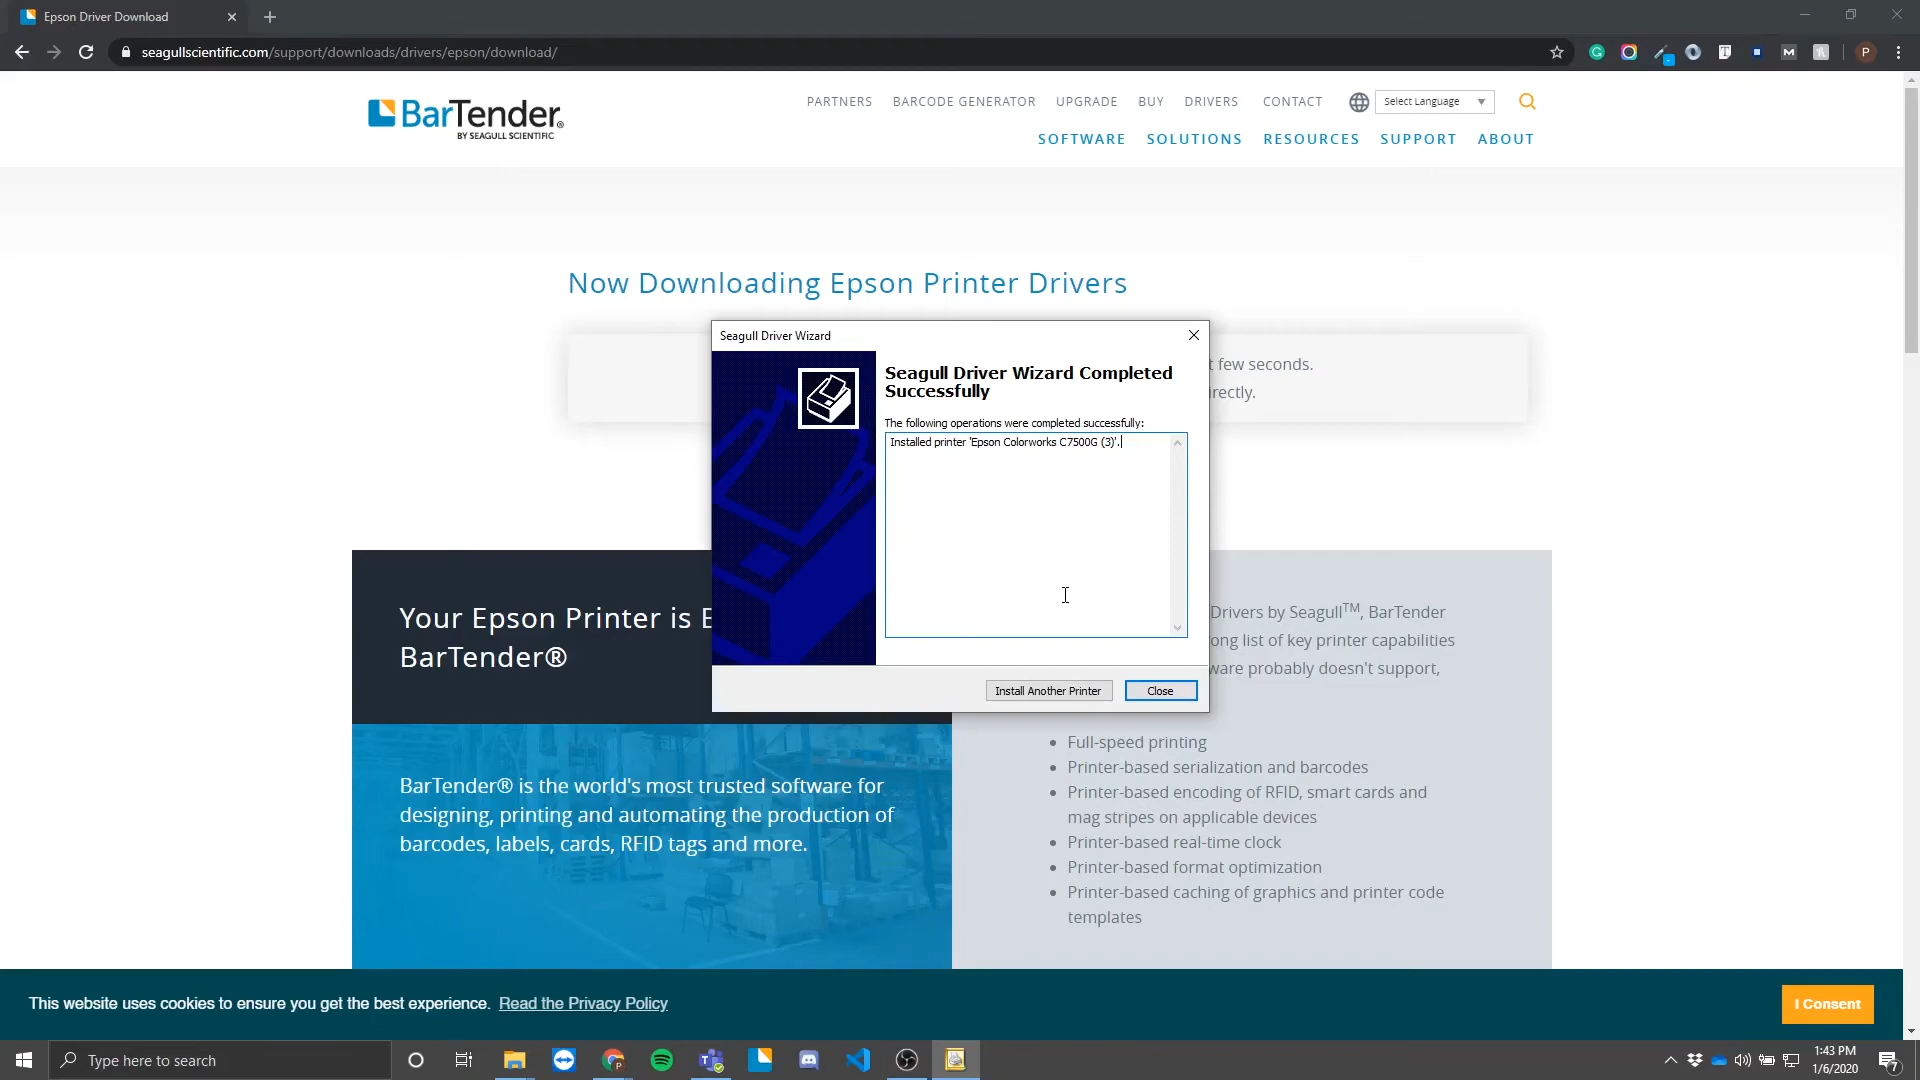 Epson Driver Download
seagullscientific.com/support/downloads/drivers/epson/download/
P
BarTender®
BY SEAGULL SCIENTIFIC
PARTNERS BARCODE GENERATOR UPGRADE BUY DRIVERS CONTACT Select Language
SOFTWARE SOLUTIONS RESOURCES SUPPORT ABOUT
Now Downloading Epson Printer Drivers
t few seconds.
irectly.
Seagull Driver Wizard
Seagull Driver Wizard Completed
Successfully
The following operations were completed successfully:
Installed printer 'Epson Colorworks C7500G (3)'.
Install Another Printer Close
Your Epson Printer is
BarTender®
BarTender® is the world's most trusted software for
designing, printing and automating the production of
barcodes, labels, cards, RFID tags and more.
Drivers by Seagull™, BarTender
ong list of key printer capabilities
ware probably doesn't support,
Full-speed printing
Printer-based serialization and barcodes
Printer-based encoding of RFID, smart cards and
mag stripes on applicable devices
Printer-based real-time clock
Printer-based format optimization
Printer-based caching of graphics and printer code
templates
This website uses cookies to ensure you get the best experience. Read the Privacy Policy
I Consent
Type here to search
1:43 PM
1/6/2020
7